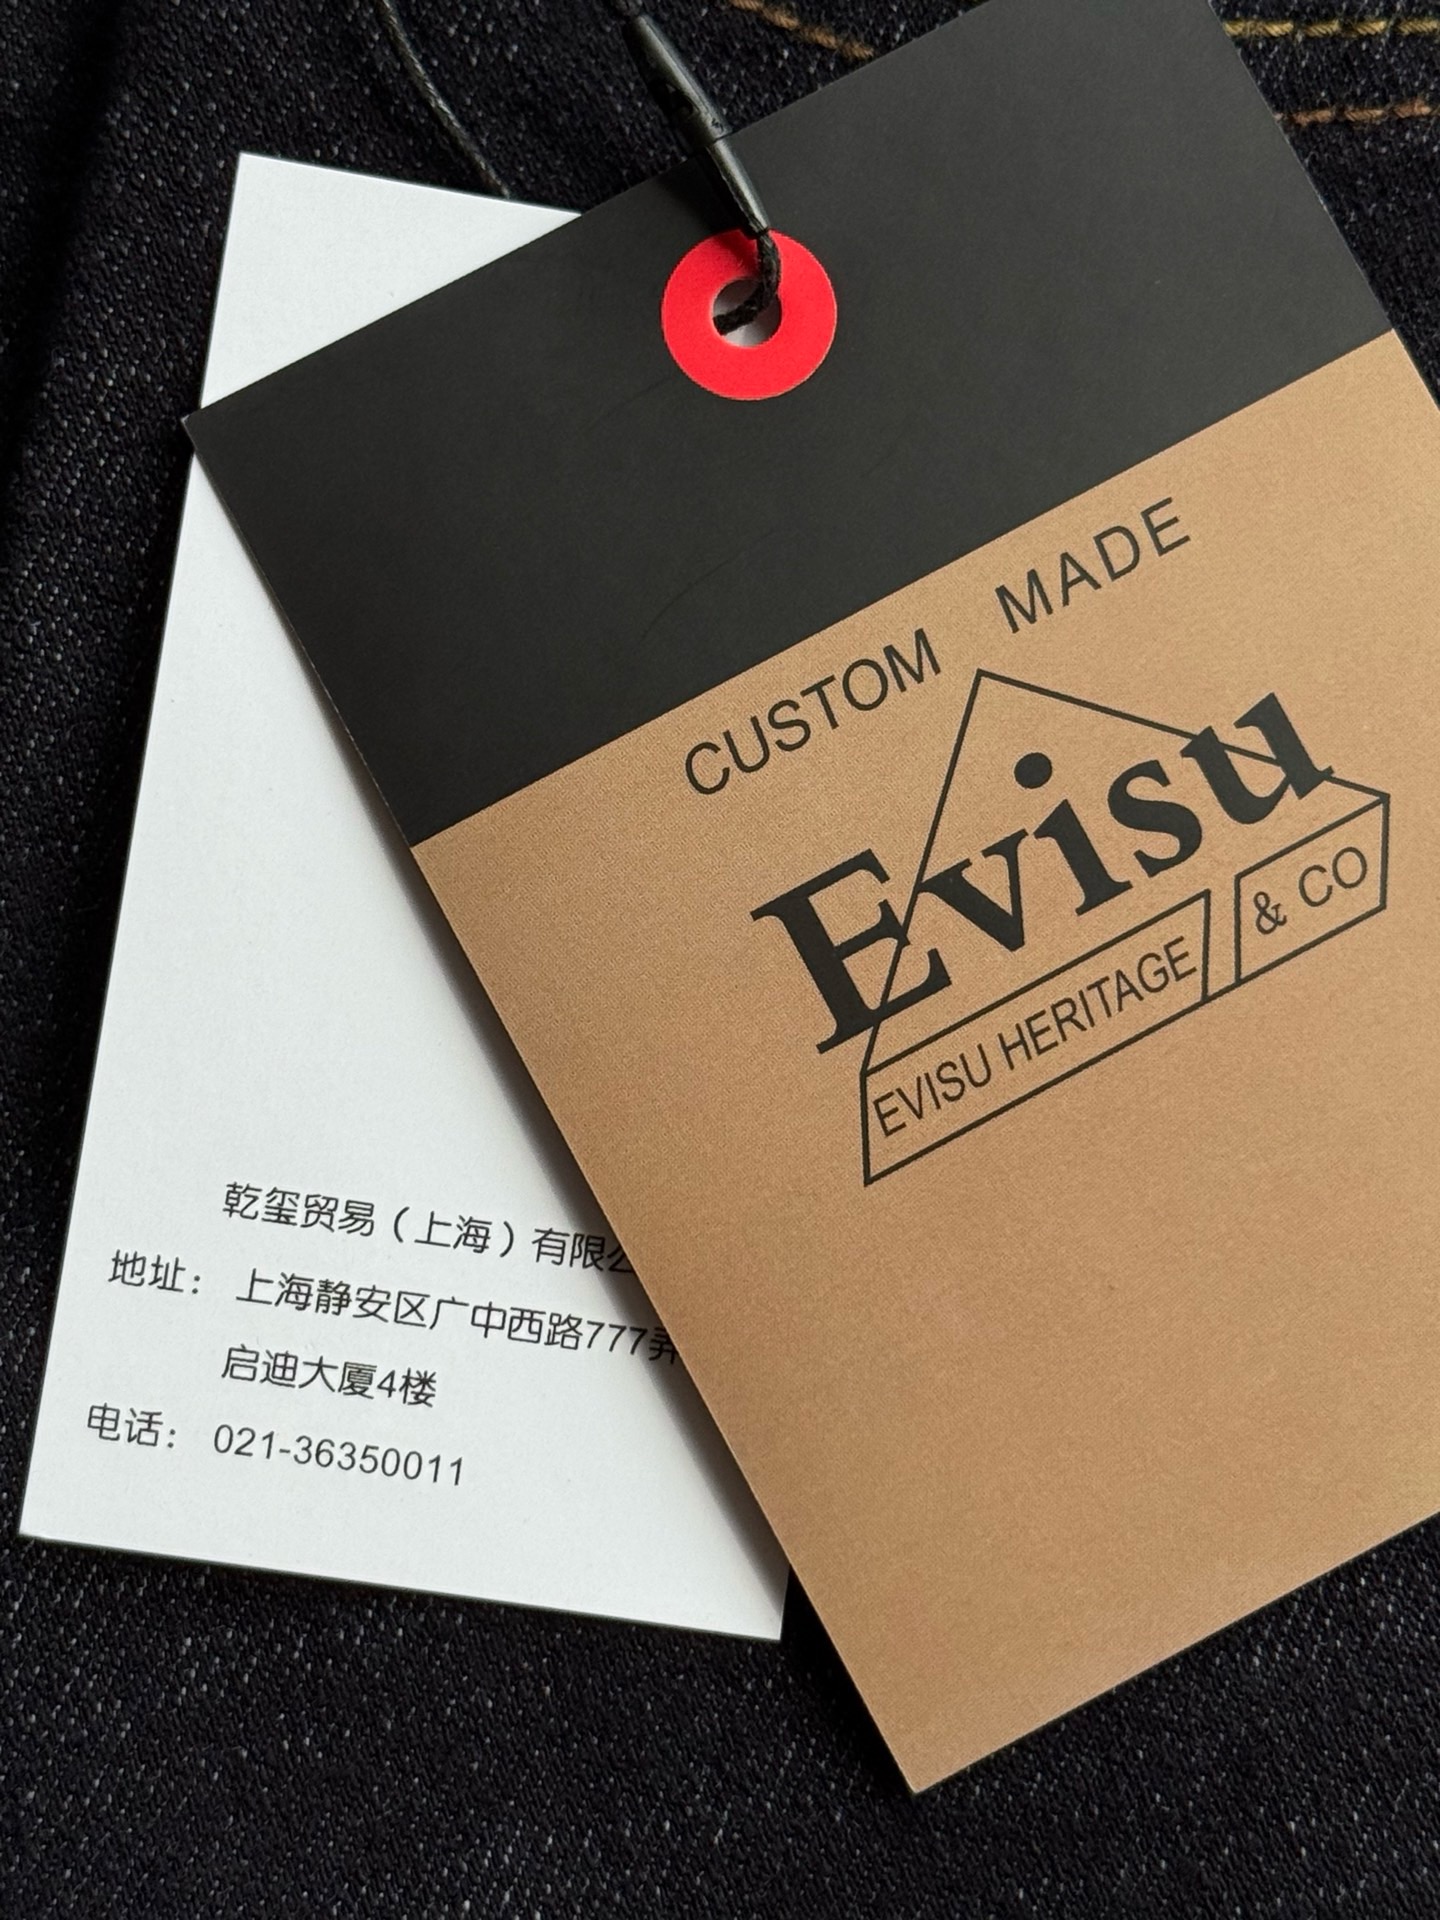 CUSTOM MADE
Evisu
EVISU HERITAGE & CO
乾玺贸易（上海）有限
地址： 上海静安区广中西路777弄
启迪大厦4楼
电话： 021-36350011